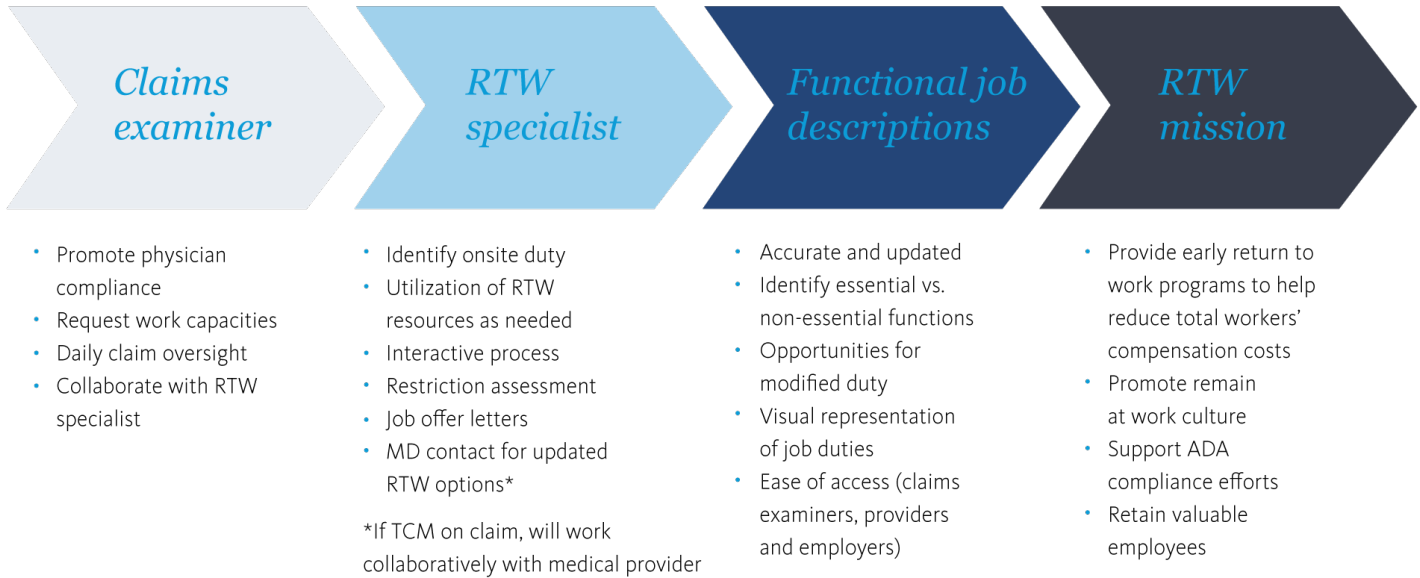 Claims
examiner
• Promote physician
compliance
• Request work capacities
• Daily claim oversight
• Collaborate with RTW
specialist
RTW
specialist
• Identify onsite duty
• Utilization of RTW
resources as needed
• Interactive process
• Restriction assessment
• Job offer letters
• MD contact for updated
RTW options*
*If TCM on claim, will work
collaboratively with medical provider
Functional job
descriptions
• Accurate and updated
• Identify essential vs.
non-essential functions
• Opportunities for
modified duty
• Visual representation
of job duties
• Ease of access (claims
examiners, providers
and employers)
RTW
mission
• Provide early return to
work programs to help
reduce total workers’
compensation costs
• Promote remain
at work culture
• Support ADA
compliance efforts
• Retain valuable
employees